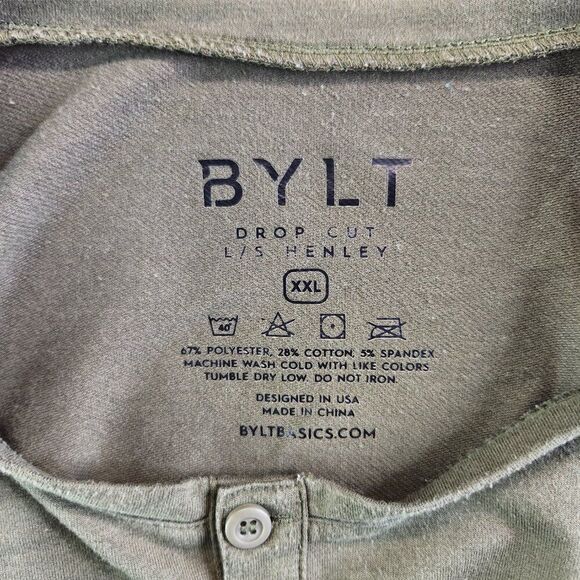 BYLT
DROP CUT
L/S HENLEY
XXL
40°
67% POLYESTER, 28% COTTON, 5% SPANDEX
MACHINE WASH COLD WITH LIKE COLORS
TUMBLE DRY LOW. DO NOT IRON.
DESIGNED IN USA
MADE IN CHINA
BYLTBASICS.COM